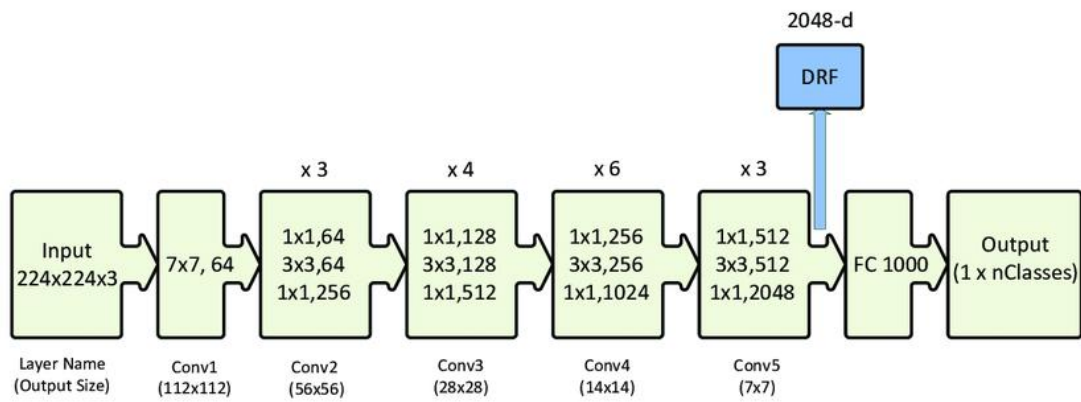 2048-d
DRF
x 3
x 4
x 6
x 3
Input
224x224x3
7x7, 64
1x1,64
3x3,64
1x1,256
1x1,128
3x3,128
1x1,512
1x1,256
3x3,256
1x1,1024
1x1,512
3x3,512
1x1,2048
FC 1000
Output
(1 x nClasses)
Layer Name
(Output Size)
Conv1
(112x112)
Conv2
(56x56)
Conv3
(28x28)
Conv4
(14x14)
Conv5
(7x7)